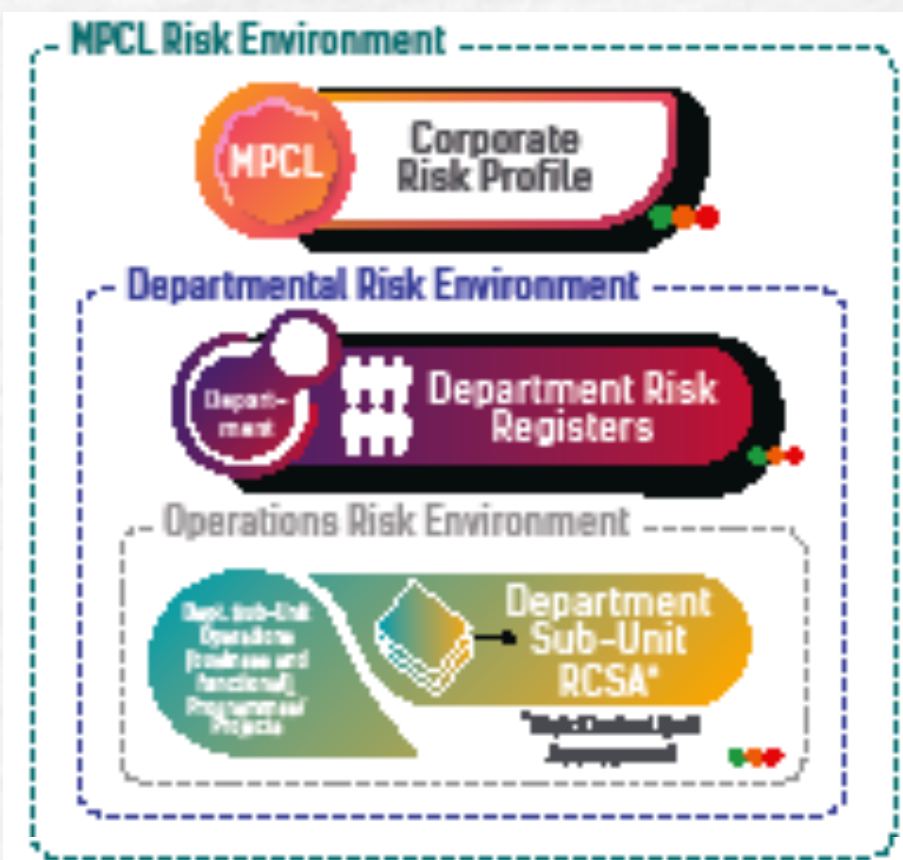 MPCL Risk Environment
MPCL
Corporate
Risk Profile
Departmental Risk Environment
Depart-
ment
Department Risk
Registers
Operations Risk Environment
Dept. Sub-Unit
Operations
(business and
functional)
Programmes/
Projects
Department
Sub-Unit
RCSA*